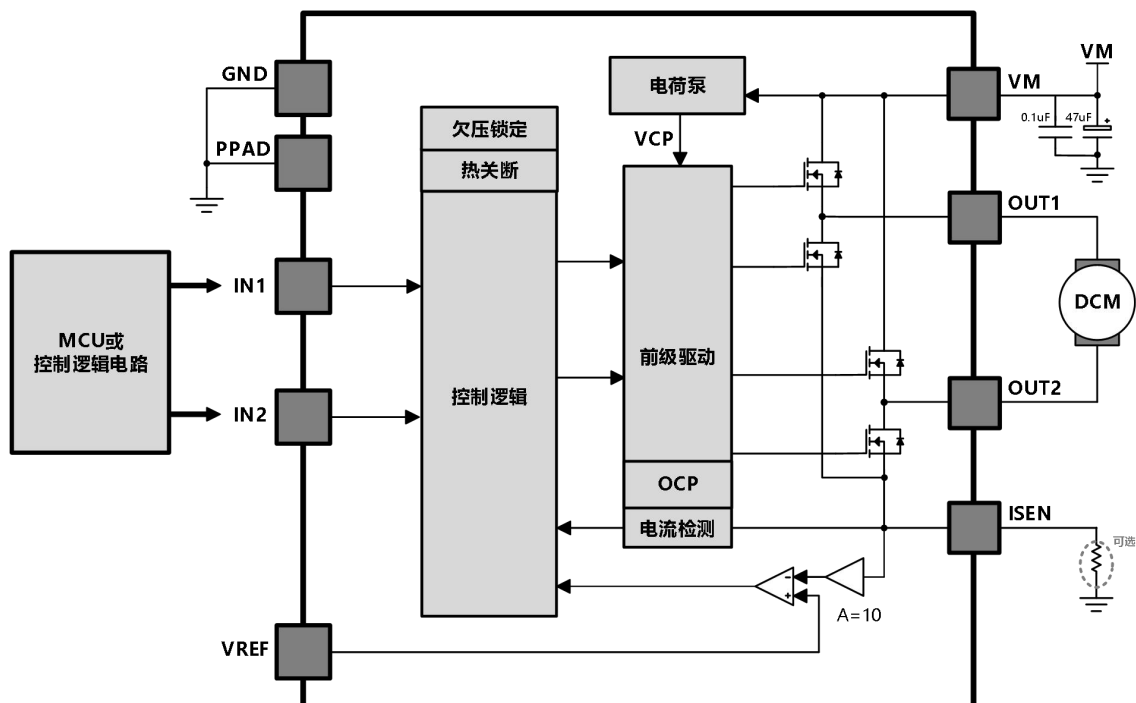 GND
PPAD
MCU或
控制逻辑电路
IN1
IN2
VREF
欠压锁定
热关断
控制逻辑
电荷泵
VCP
前级驱动
OCP
电流检测
-
+
A=10
VM
VM
0.1uF
47uF
+
OUT1
DCM
OUT2
ISEN
可选